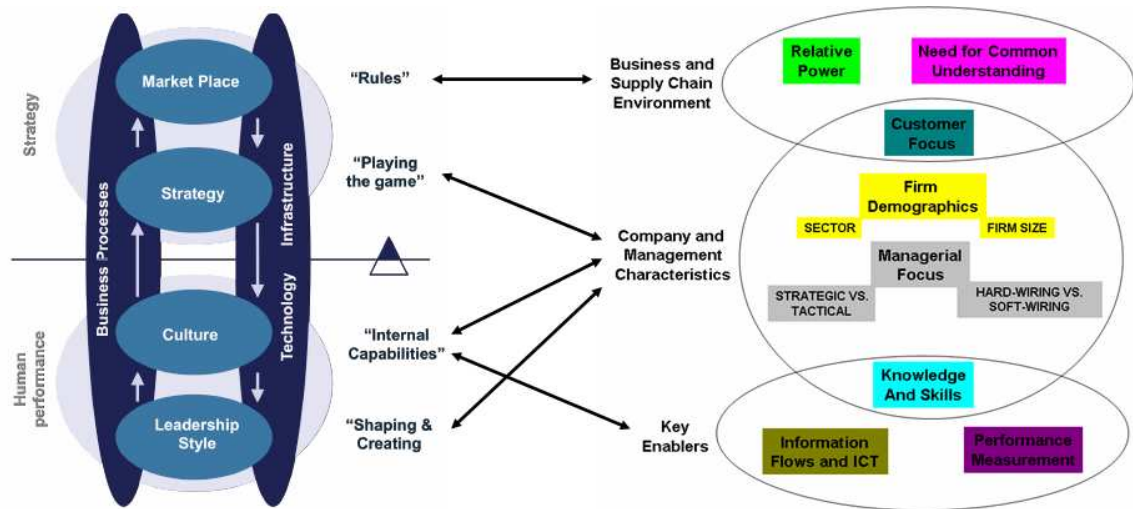 Strategy
Human
performance
Business Processes
Technology Infrastructure
Market Place
Strategy
Culture
Leadership
Style
“Rules”
“Playing
the game”
“Internal
Capabilities”
“Shaping &
Creating
Business and
Supply Chain
Environment
Company and
Management
Characteristics
Key
Enablers
Relative
Power
Need for Common
Understanding
Customer
Focus
Firm
Demographics
SECTOR
FIRM SIZE
Managerial
Focus
STRATEGIC VS.
TACTICAL
HARD-WIRING VS.
SOFT-WIRING
Knowledge
And Skills
Information
Flows and ICT
Performance
Measurement